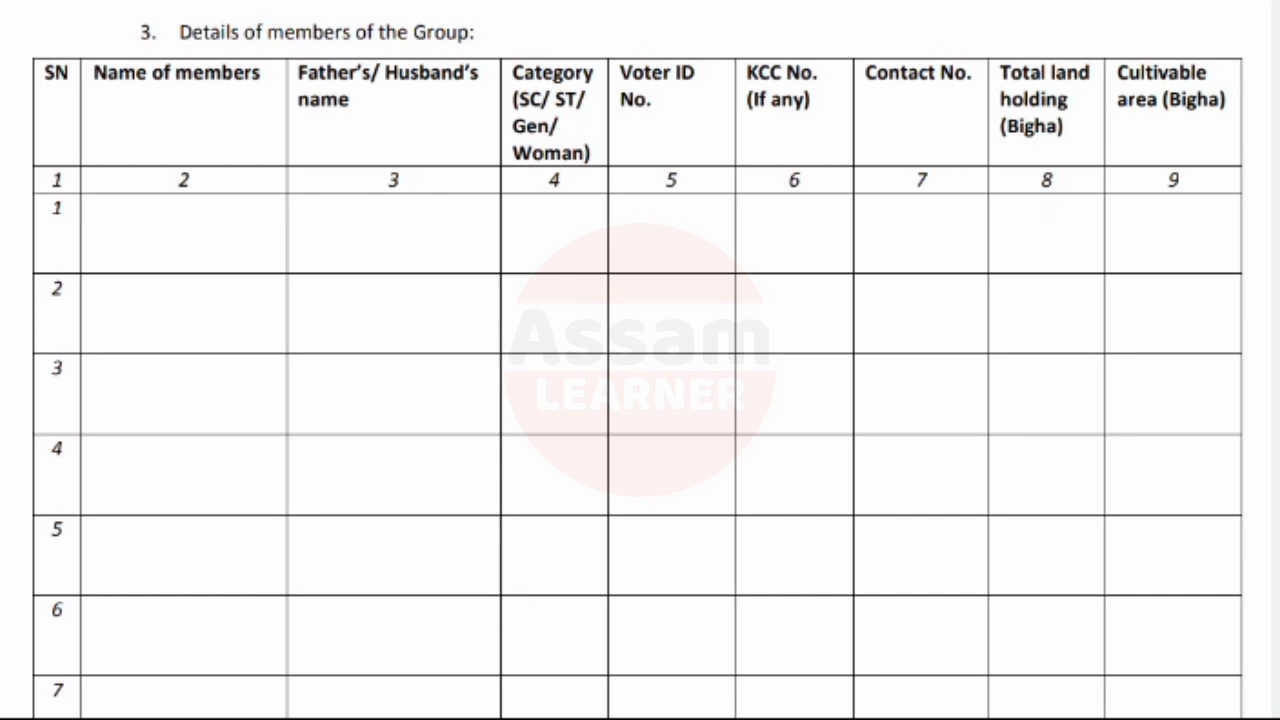 3. Details of members of the Group:
SN Name of members Father's/ Husband's name Category (SC/ ST/ Gen/ Woman) Voter ID No. KCC No. (If any) Contact No. Total land holding (Bigha) Cultivable area (Bigha)
1 2 3 4 5 6 7 8 9
1
2
Assam
3
LEARNER
4
5
6
7